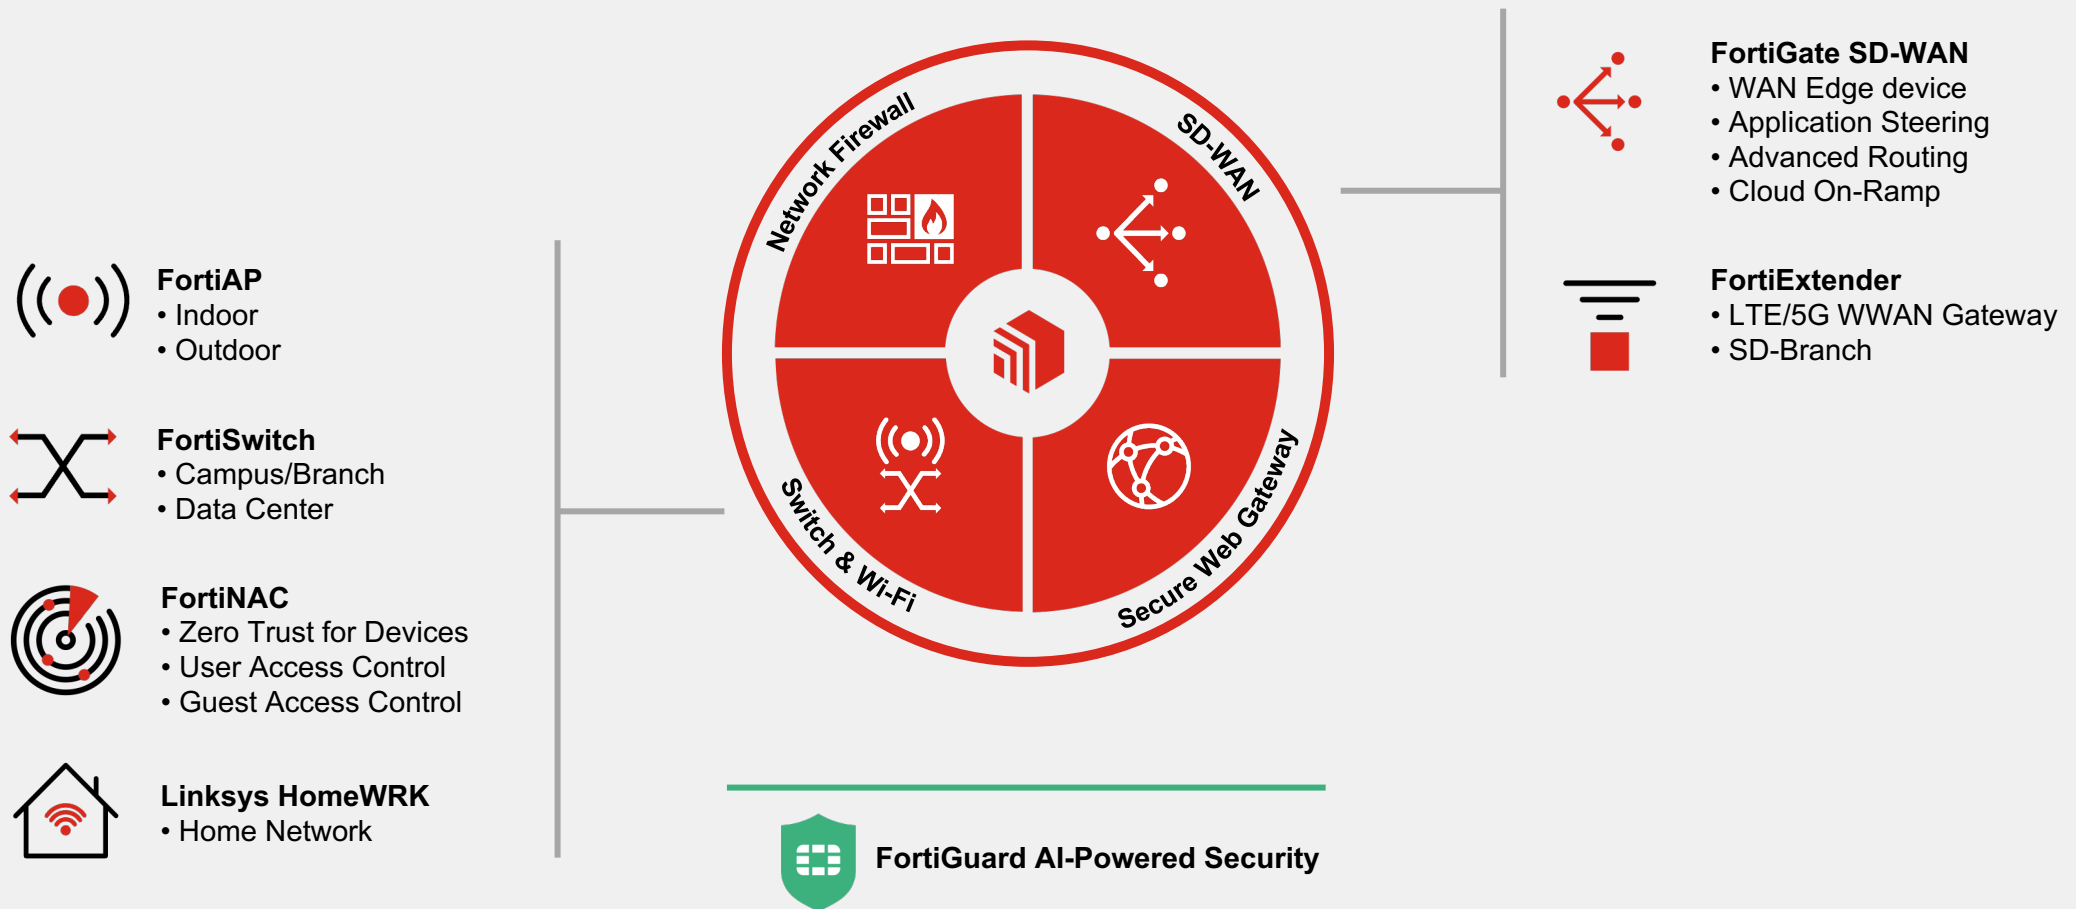 FortiAP
• Indoor
• Outdoor
FortiSwitch
• Campus/Branch
• Data Center
FortiNAC
• Zero Trust for Devices
• User Access Control
• Guest Access Control
Linksys HomeWRK
• Home Network
Network Firewall
SD-WAN
Switch & Wi-Fi
Secure Web Gateway
FortiGuard AI-Powered Security
FortiGate SD-WAN
• WAN Edge device
• Application Steering
• Advanced Routing
• Cloud On-Ramp
FortiExtender
• LTE/5G WWAN Gateway
• SD-Branch